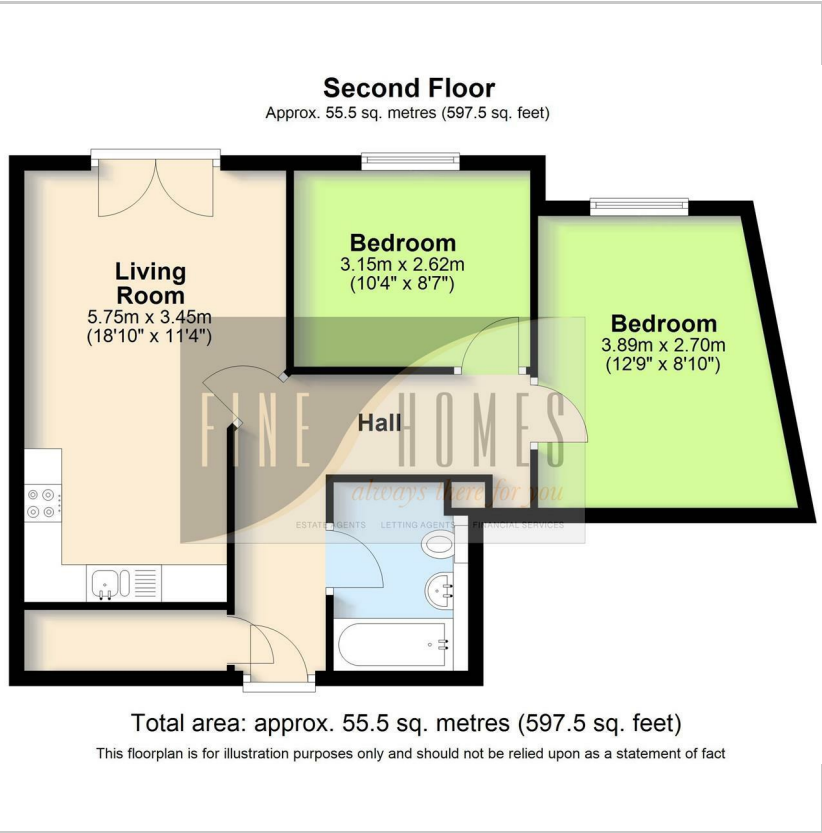 Second Floor
Approx. 55.5 sq. metres (597.5 sq. feet)
Living
Room
5.75m x 3.45m
(18'10" x 11'4")
Bedroom
3.15m x 2.62m
(10'4" x 8'7")
Bedroom
3.89m x 2.70m
(12'9" x 8'10")
Hall
FINE HOMES
always there for you
ESTATE AGENTS LETTING AGENTS FINANCIAL SERVICES
Total area: approx. 55.5 sq. metres (597.5 sq. feet)
This floorplan is for illustration purposes only and should not be relied upon as a statement of fact